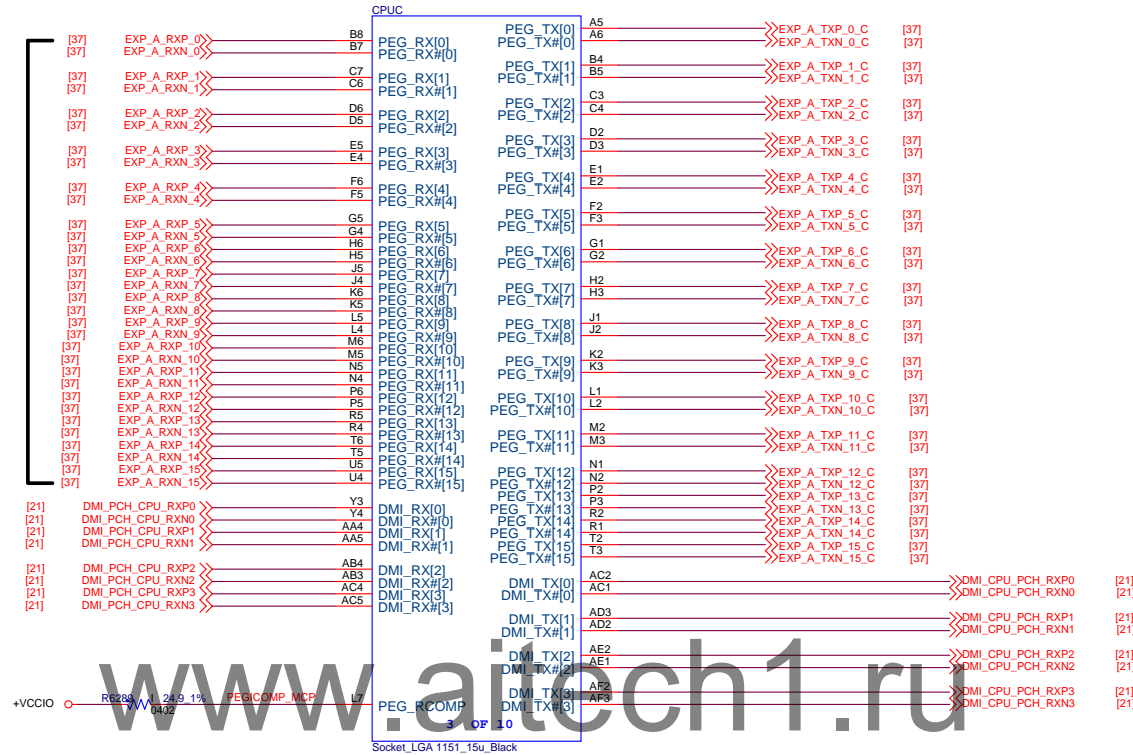 CPUC
[37] EXP_A_RXP_0 B8 PEG_RX[0]
[37] EXP_A_RXN_0 B7 PEG_RX#[0]
[37] EXP_A_RXP_1 C7 PEG_RX[1]
[37] EXP_A_RXN_1 C6 PEG_RX#[1]
[37] EXP_A_RXP_2 D6 PEG_RX[2]
[37] EXP_A_RXN_2 D5 PEG_RX#[2]
[37] EXP_A_RXP_3 E5 PEG_RX[3]
[37] EXP_A_RXN_3 E4 PEG_RX#[3]
[37] EXP_A_RXP_4 F6 PEG_RX[4]
[37] EXP_A_RXN_4 F5 PEG_RX#[4]
[37] EXP_A_RXP_5 G5 PEG_RX[5]
[37] EXP_A_RXN_5 G4 PEG_RX#[5]
[37] EXP_A_RXP_6 H6 PEG_RX[6]
[37] EXP_A_RXN_6 H5 PEG_RX#[6]
[37] EXP_A_RXP_7 J5 PEG_RX[7]
[37] EXP_A_RXN_7 J4 PEG_RX#[7]
[37] EXP_A_RXP_8 K6 PEG_RX[8]
[37] EXP_A_RXN_8 K5 PEG_RX#[8]
[37] EXP_A_RXP_9 L5 PEG_RX[9]
[37] EXP_A_RXN_9 L4 PEG_RX#[9]
[37] EXP_A_RXP_10 M6 PEG_RX[10]
[37] EXP_A_RXN_10 M5 PEG_RX#[10]
[37] EXP_A_RXP_11 N5 PEG_RX[11]
[37] EXP_A_RXN_11 N4 PEG_RX#[11]
[37] EXP_A_RXP_12 P6 PEG_RX[12]
[37] EXP_A_RXN_12 P5 PEG_RX#[12]
[37] EXP_A_RXP_13 R5 PEG_RX[13]
[37] EXP_A_RXN_13 R4 PEG_RX#[13]
[37] EXP_A_RXP_14 T6 PEG_RX[14]
[37] EXP_A_RXN_14 T5 PEG_RX#[14]
[37] EXP_A_RXP_15 U5 PEG_RX[15]
[37] EXP_A_RXN_15 U4 PEG_RX#[15]
[21] DMI_PCH_CPU_RXP0 Y3 DMI_RX[0]
[21] DMI_PCH_CPU_RXN0 Y4 DMI_RX#[0]
[21] DMI_PCH_CPU_RXP1 AA4 DMI_RX[1]
[21] DMI_PCH_CPU_RXN1 AA5 DMI_RX#[1]
[21] DMI_PCH_CPU_RXP2 AB4 DMI_RX[2]
[21] DMI_PCH_CPU_RXN2 AB3 DMI_RX#[2]
[21] DMI_PCH_CPU_RXP3 AC4 DMI_RX[3]
[21] DMI_PCH_CPU_RXN3 AC5 DMI_RX#[3]
+VCCIO R6289 24.9_1% PEGICOMP_MCP L7 PEG_RCOMP
0402
PEG_TX[0] A5 EXP_A_TXP_0_C [37]
PEG_TX#[0] A6 EXP_A_TXN_0_C [37]
PEG_TX[1] B4 EXP_A_TXP_1_C [37]
PEG_TX#[1] B5 EXP_A_TXN_1_C [37]
PEG_TX[2] C3 EXP_A_TXP_2_C [37]
PEG_TX#[2] C4 EXP_A_TXN_2_C [37]
PEG_TX[3] D2 EXP_A_TXP_3_C [37]
PEG_TX#[3] D3 EXP_A_TXN_3_C [37]
PEG_TX[4] E1 EXP_A_TXP_4_C [37]
PEG_TX#[4] E2 EXP_A_TXN_4_C [37]
PEG_TX[5] F2 EXP_A_TXP_5_C [37]
PEG_TX#[5] F3 EXP_A_TXN_5_C [37]
PEG_TX[6] G1 EXP_A_TXP_6_C [37]
PEG_TX#[6] G2 EXP_A_TXN_6_C [37]
PEG_TX[7] H2 EXP_A_TXP_7_C [37]
PEG_TX#[7] H3 EXP_A_TXN_7_C [37]
PEG_TX[8] J1 EXP_A_TXP_8_C [37]
PEG_TX#[8] J2 EXP_A_TXN_8_C [37]
PEG_TX[9] K2 EXP_A_TXP_9_C [37]
PEG_TX#[9] K3 EXP_A_TXN_9_C [37]
PEG_TX[10] L1 EXP_A_TXP_10_C [37]
PEG_TX#[10] L2 EXP_A_TXN_10_C [37]
PEG_TX[11] M2 EXP_A_TXP_11_C [37]
PEG_TX#[11] M3 EXP_A_TXN_11_C [37]
PEG_TX[12] N1 EXP_A_TXP_12_C [37]
PEG_TX#[12] N2 EXP_A_TXN_12_C [37]
PEG_TX[13] P2 EXP_A_TXP_13_C [37]
PEG_TX#[13] P3 EXP_A_TXN_13_C [37]
PEG_TX[14] R2 EXP_A_TXP_14_C [37]
PEG_TX#[14] R1 EXP_A_TXN_14_C [37]
PEG_TX[15] T2 EXP_A_TXP_15_C [37]
PEG_TX#[15] T3 EXP_A_TXN_15_C [37]
DMI_TX[0] AC2 DMI_CPU_PCH_RXP0 [21]
DMI_TX#[0] AC1 DMI_CPU_PCH_RXN0 [21]
DMI_TX[1] AD3 DMI_CPU_PCH_RXP1 [21]
DMI_TX#[1] AD2 DMI_CPU_PCH_RXN1 [21]
DMI_TX[2] AE2 DMI_CPU_PCH_RXP2 [21]
DMI_TX#[2] AE1 DMI_CPU_PCH_RXN2 [21]
DMI_TX[3] AF2 DMI_CPU_PCH_RXP3 [21]
DMI_TX#[3] AF3 DMI_CPU_PCH_RXN3 [21]
3 OF 10
Socket_LGA 1151_15u_Black
www.aitech1.ru